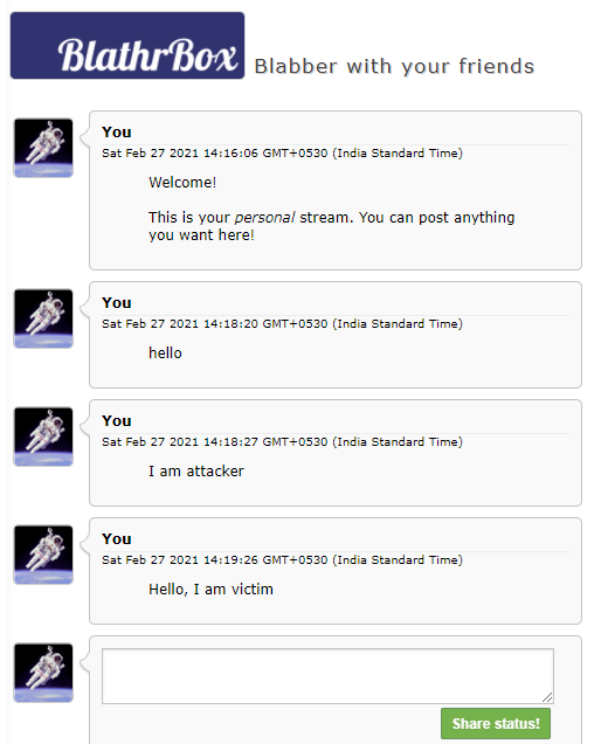 BlathrBox Blabber with your friends
You
Sat Feb 27 2021 14:16:06 GMT+0530 (India Standard Time)
Welcome!
This is your personal stream. You can post anything
you want here!
You
Sat Feb 27 2021 14:18:20 GMT+0530 (India Standard Time)
hello
You
Sat Feb 27 2021 14:18:27 GMT+0530 (India Standard Time)
I am attacker
You
Sat Feb 27 2021 14:19:26 GMT+0530 (India Standard Time)
Hello, I am victim
Share status!